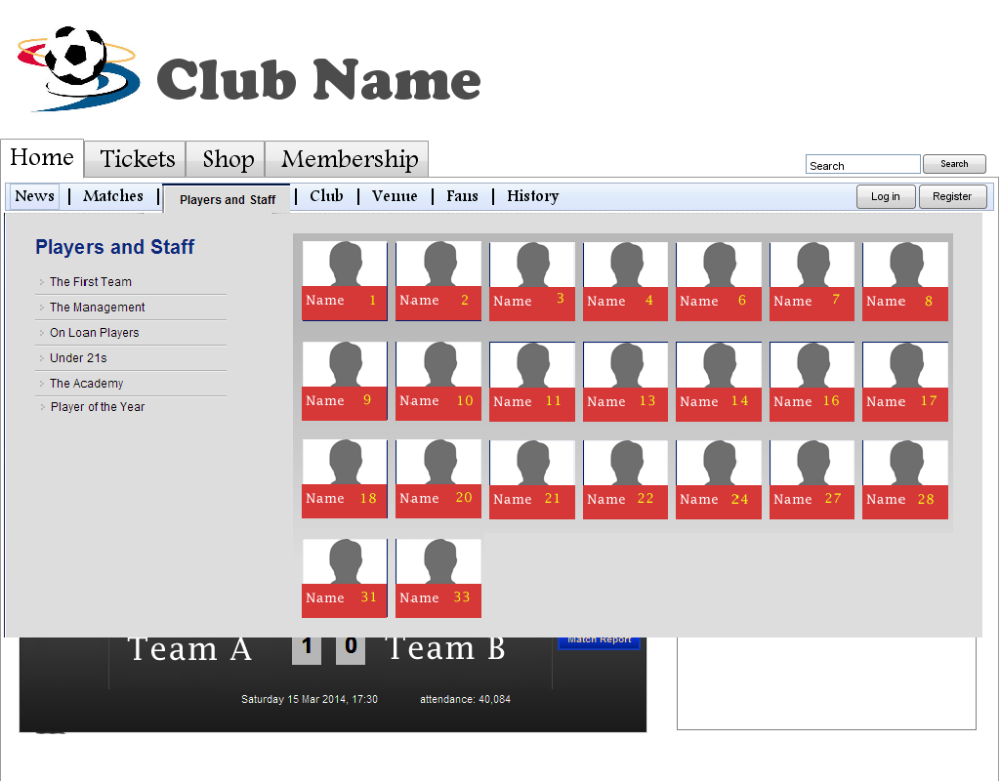 Club Name
Home Tickets Shop Membership
Search Search
News | Matches | Players and Staff | Club | Venue | Fans | History Log in Register
Players and Staff
The First Team
The Management
On Loan Players
Under 21s
The Academy
Player of the Year
Name 1 Name 2 Name 3 Name 4 Name 6 Name 7 Name 8
Name 9 Name 10 Name 11 Name 13 Name 14 Name 16 Name 17
Name 18 Name 20 Name 21 Name 22 Name 24 Name 27 Name 28
Name 31 Name 33
Team A 1 0 Team B Match Report
Saturday 15 Mar 2014, 17:30 attendance: 40,084